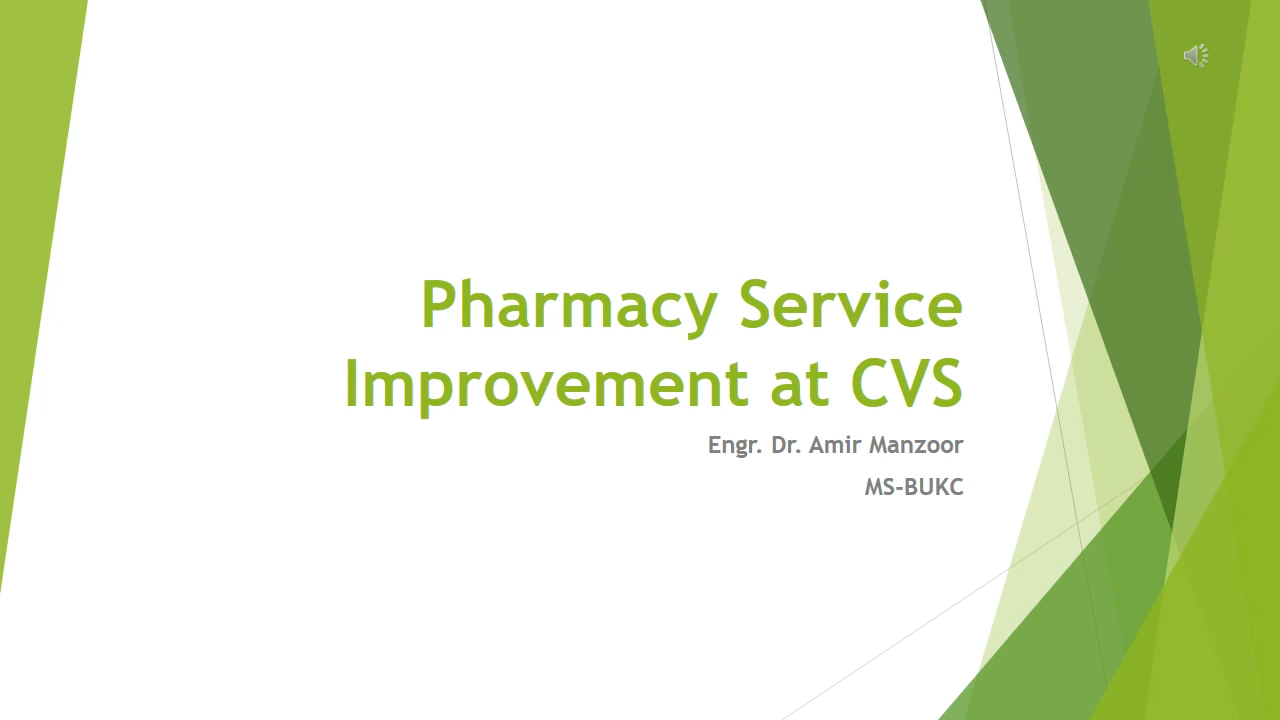 Pharmacy Service
Improvement at CVS
Engr. Dr. Amir Manzoor
MS-BUKC